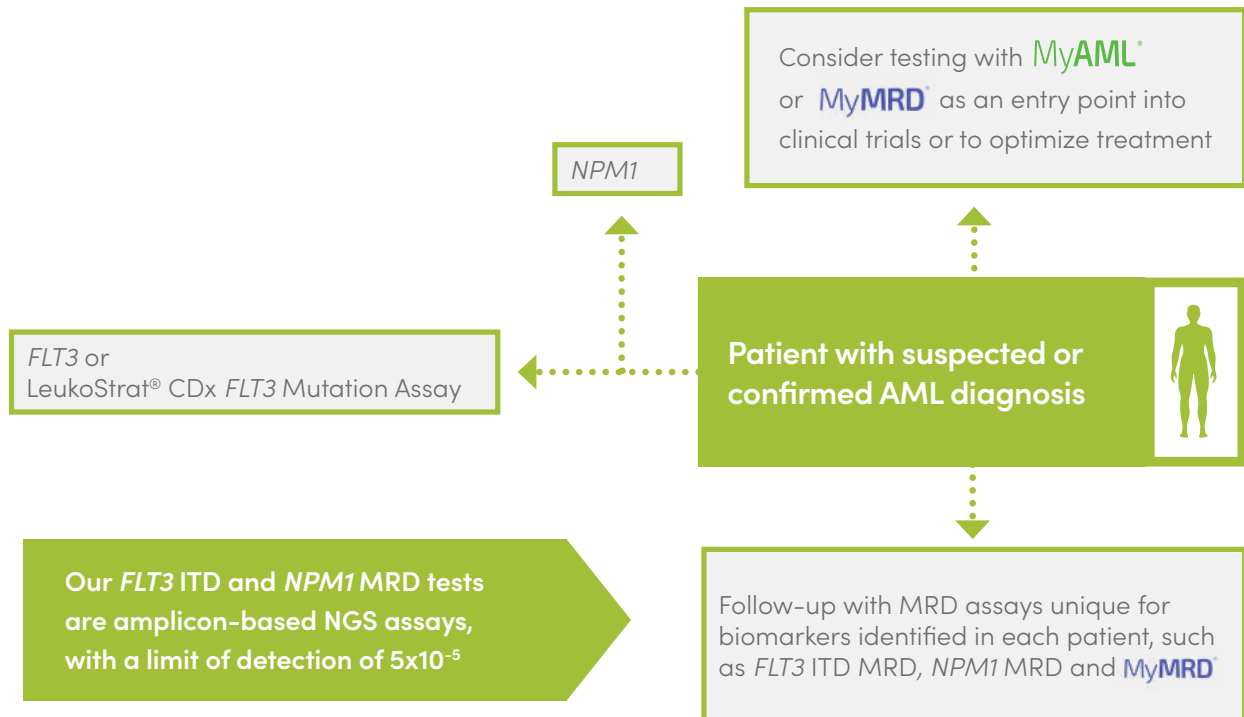 Consider testing with MyAML®
or MyMRD® as an entry point into
clinical trials or to optimize treatment
NPM1
FLT3 or
LeukoStrat® CDx FLT3 Mutation Assay
Patient with suspected or
confirmed AML diagnosis
Our FLT3 ITD and NPM1 MRD tests
are amplicon-based NGS assays,
with a limit of detection of 5x10⁻⁵
Follow-up with MRD assays unique for
biomarkers identified in each patient, such
as FLT3 ITD MRD, NPM1 MRD and MyMRD®